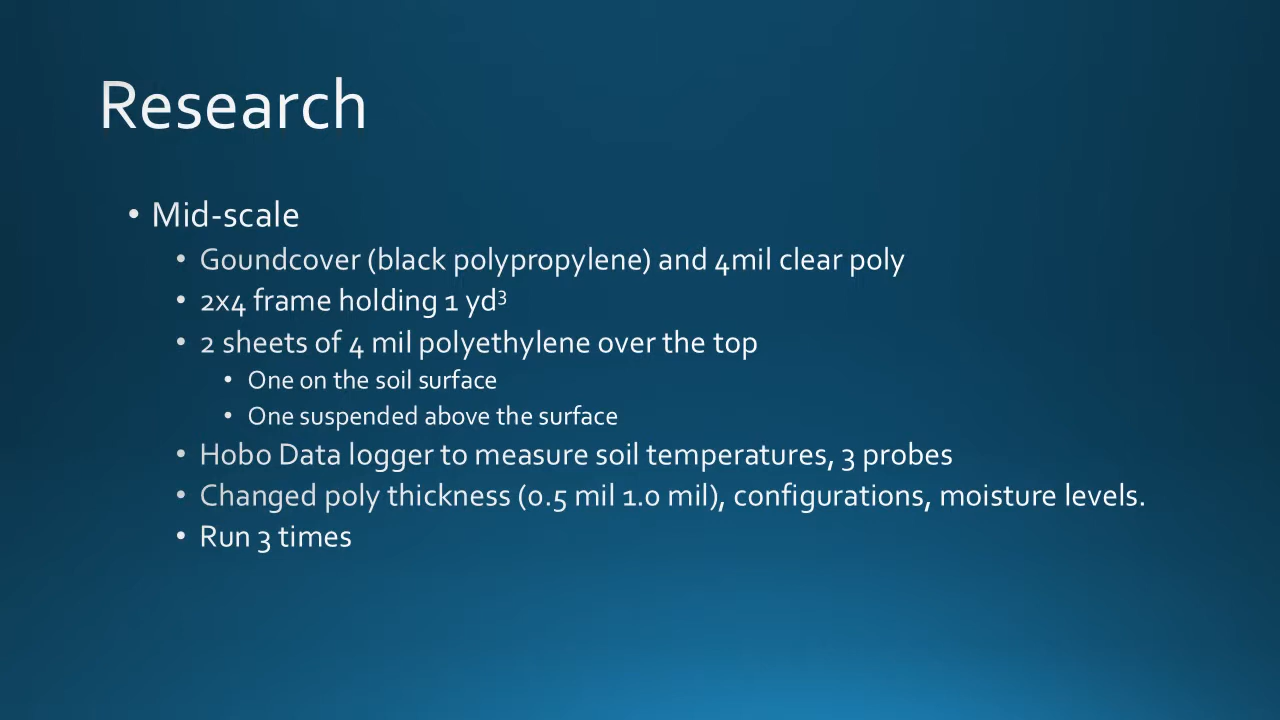 Research
• Mid-scale
• Goundcover (black polypropylene) and 4mil clear poly
• 2x4 frame holding 1 yd³
• 2 sheets of 4 mil polyethylene over the top
• One on the soil surface
• One suspended above the surface
• Hobo Data logger to measure soil temperatures, 3 probes
• Changed poly thickness (0.5 mil 1.0 mil), configurations, moisture levels.
• Run 3 times